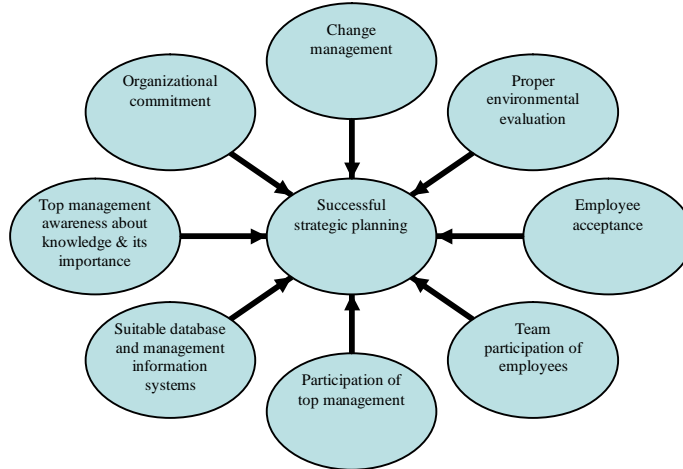 Change
management
Organizational
commitment
Proper
environmental
evaluation
Top management
awareness about
knowledge & its
importance
Successful
strategic planning
Employee
acceptance
Suitable database
and management
information
systems
Team
participation of
employees
Participation of
top management